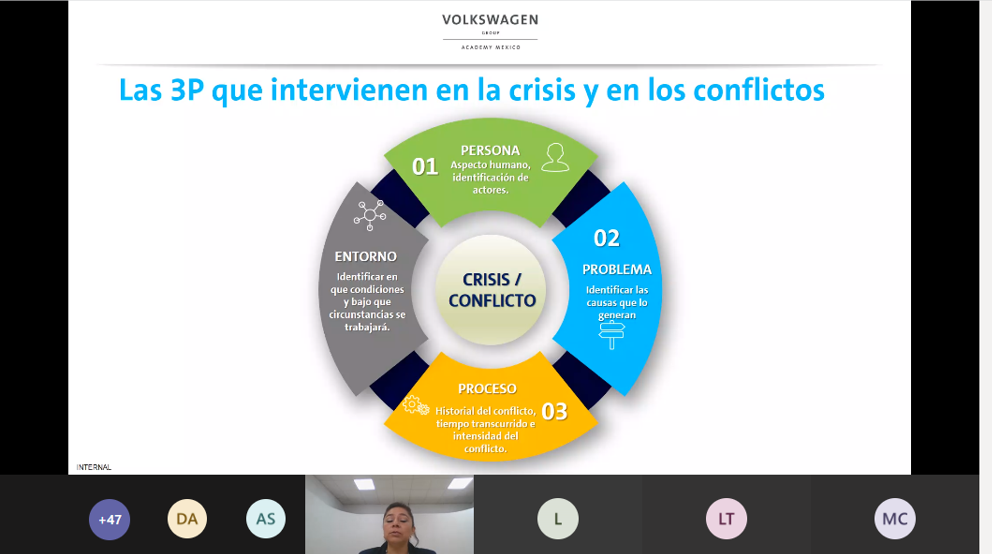 VOLKSWAGEN
GROUP
ACADEMY MEXICO
Las 3P que intervienen en la crisis y en los conflictos
01
PERSONA
Aspecto humano,
identificación de
actores.
02
PROBLEMA
Identificar las
causas que lo
generan
ENTORNO
Identificar en
que condiciones
y bajo que
circunstancias se
trabajará.
CRISIS /
CONFLICTO
PROCESO
Historial del conflicto,
tiempo transcurrido e
intensidad del
conflicto.
03
INTERNAL
+47
DA
AS
L
LT
MC